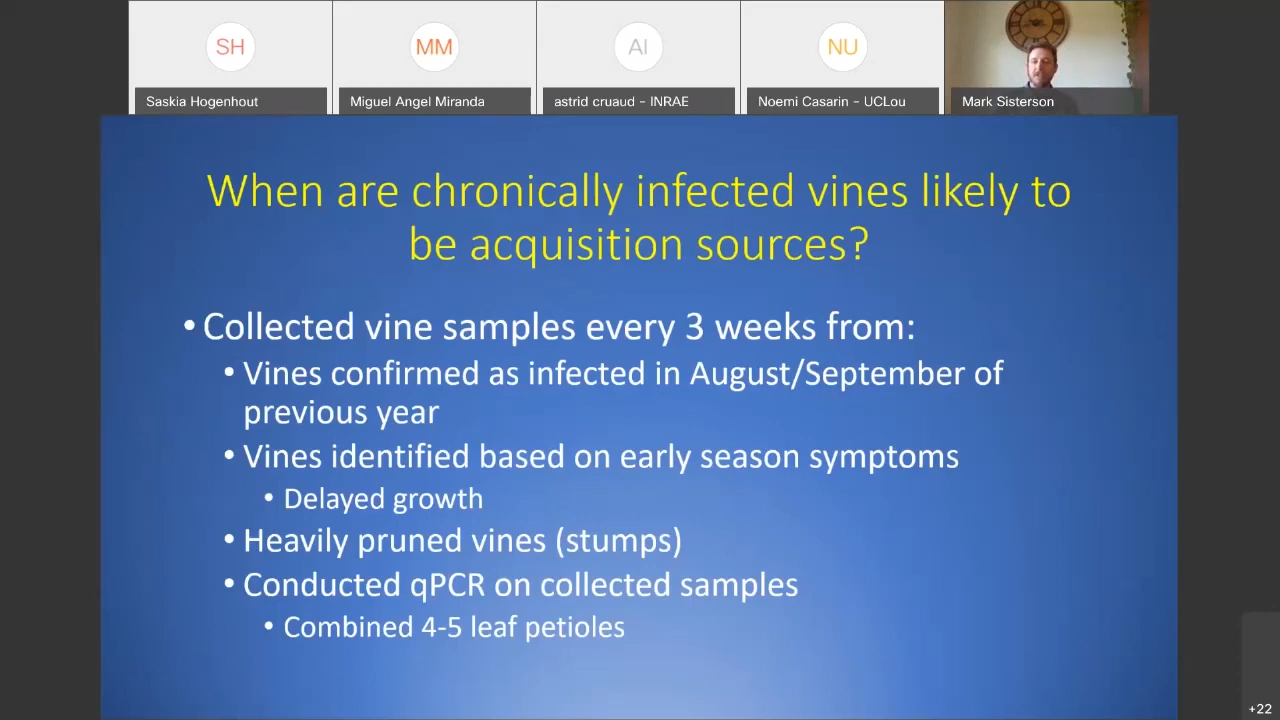 SH
MM
AI
NU
Saskia Hogenhout
Miguel Angel Miranda
astrid cruaud - INRAE
Noemi Casarin - UCLou
Mark Sisterson
When are chronically infected vines likely to
be acquisition sources?
• Collected vine samples every 3 weeks from:
• Vines confirmed as infected in August/September of
previous year
• Vines identified based on early season symptoms
• Delayed growth
• Heavily pruned vines (stumps)
• Conducted qPCR on collected samples
• Combined 4-5 leaf petioles
+22